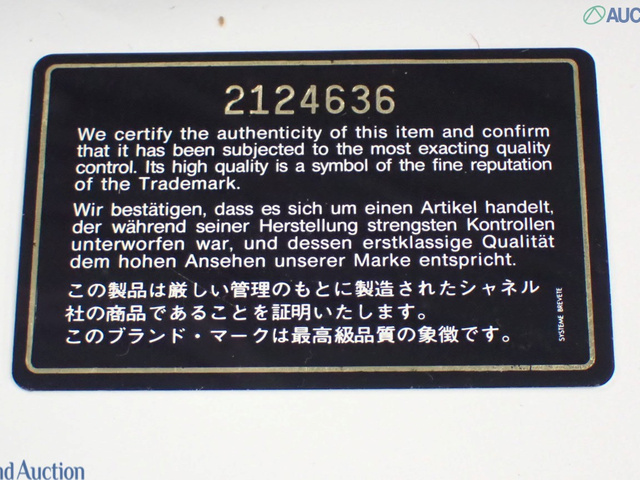 AUC
2124636
We certify the authenticity of this item and confirm
that it has been subjected to the most exacting quality
control. Its high quality is a symbol of the fine reputation
of the Trademark.
Wir bestätigen, dass es sich um einen Artikel handelt,
der während seiner Herstellung strengsten Kontrollen
unterworfen war, und dessen erstklassige Qualität
dem hohen Ansehen unserer Marke entspricht.
この製品は厳しい管理のもとに製造されたシャネル
社の商品であることを証明いたします。
このブランド・マークは最高級品質の象徴です。
SYSTEME BREVETE
nd Auction